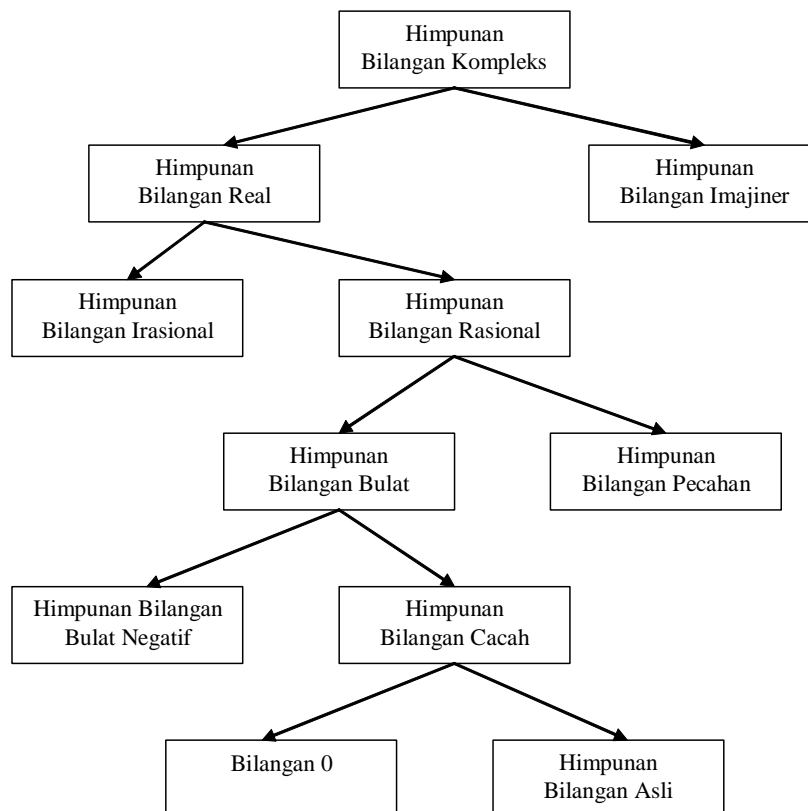 Himpunan
Bilangan Kompleks
Himpunan
Bilangan Real
Himpunan
Bilangan Imajiner
Himpunan
Bilangan Irasional
Himpunan
Bilangan Rasional
Himpunan
Bilangan Bulat
Himpunan
Bilangan Pecahan
Himpunan Bilangan
Bulat Negatif
Himpunan
Bilangan Cacah
Bilangan 0
Himpunan
Bilangan Asli